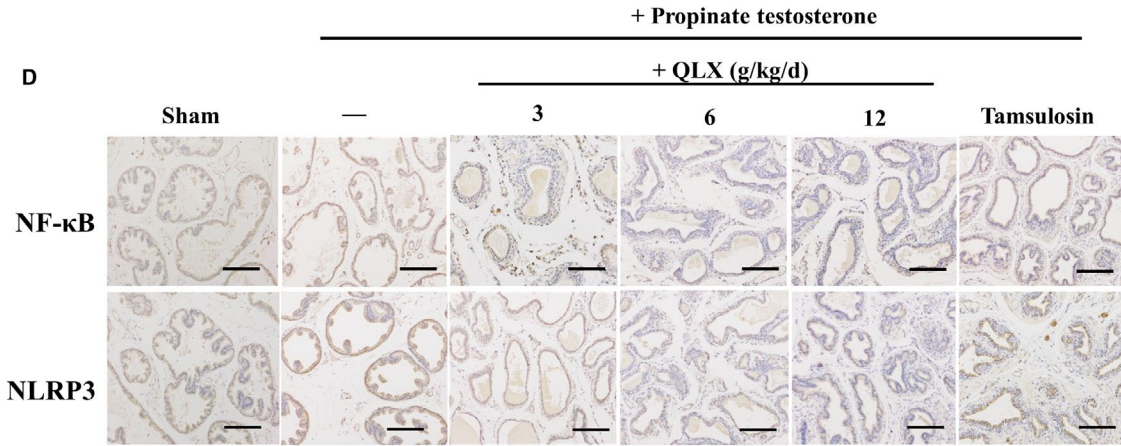 + Propinate testosterone
D
+ QLX (g/kg/d)
Sham — 3 6 12 Tamsulosin
NF-κB
NLRP3